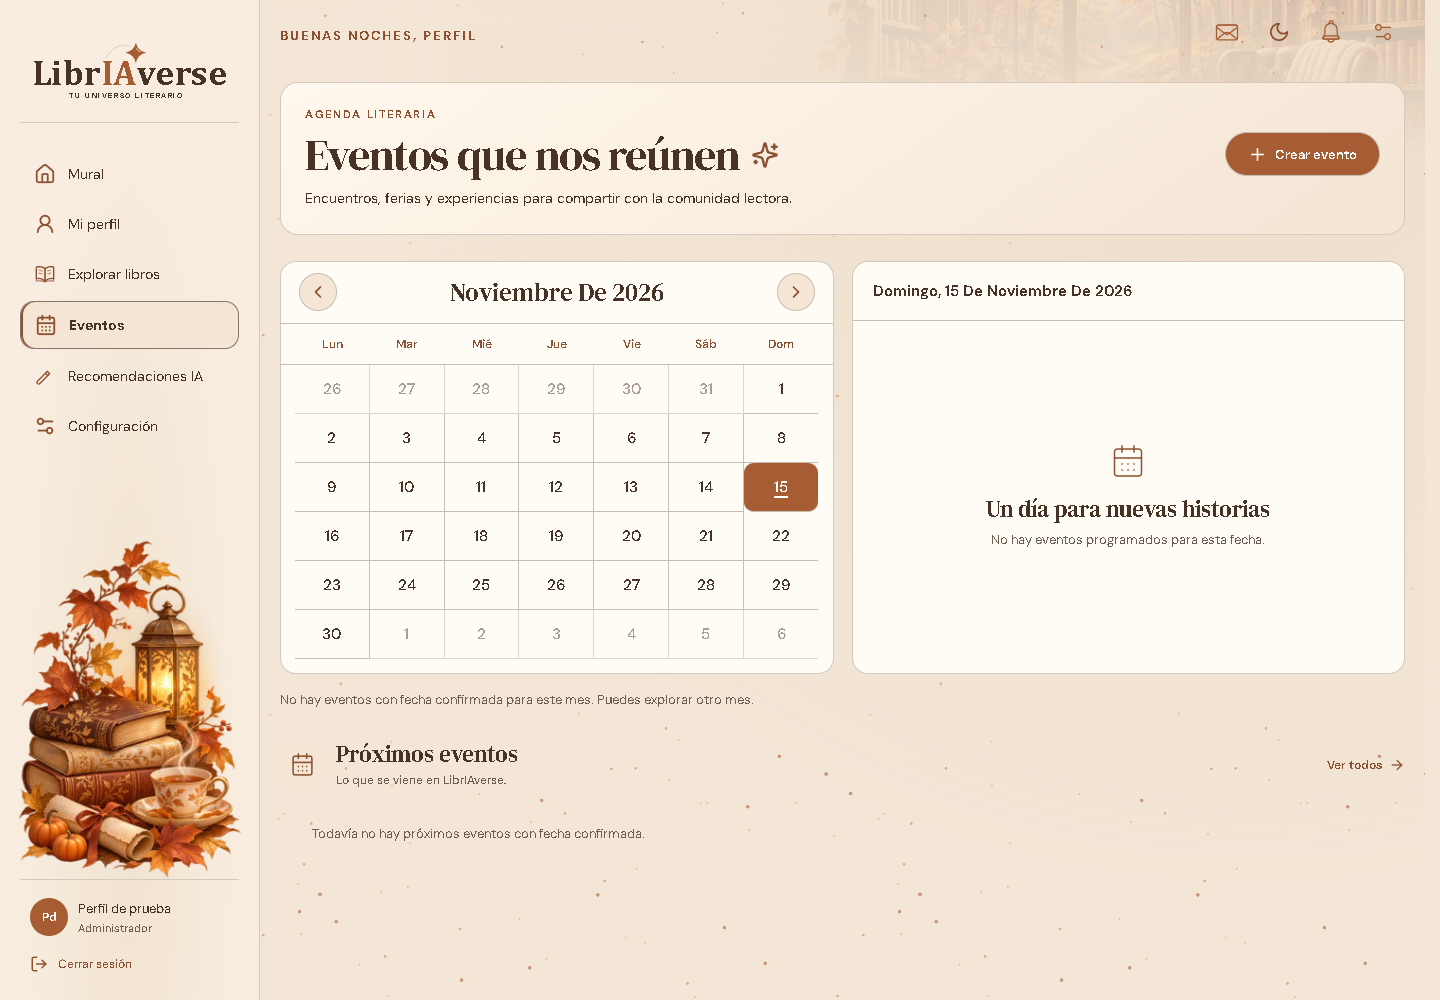 LibrIAverse
TU UNIVERSO LITERARIO
Mural
Mi perfil
Explorar libros
Eventos
Recomendaciones IA
Configuración
Pd
Perfil de prueba
Administrador
Cerrar sesión
BUENAS NOCHES, PERFIL
AGENDA LITERARIA
Eventos que nos reúnen
Encuentros, ferias y experiencias para compartir con la comunidad lectora.
Crear evento
Noviembre De 2026
Lun Mar Mié Jue Vie Sáb Dom
26 27 28 29 30 31 1
2 3 4 5 6 7 8
9 10 11 12 13 14 15
16 17 18 19 20 21 22
23 24 25 26 27 28 29
30 1 2 3 4 5 6
Domingo, 15 De Noviembre De 2026
Un día para nuevas historias
No hay eventos programados para esta fecha.
No hay eventos con fecha confirmada para este mes. Puedes explorar otro mes.
Próximos eventos
Lo que se viene en LibrIAverse.
Ver todos
Todavía no hay próximos eventos con fecha confirmada.